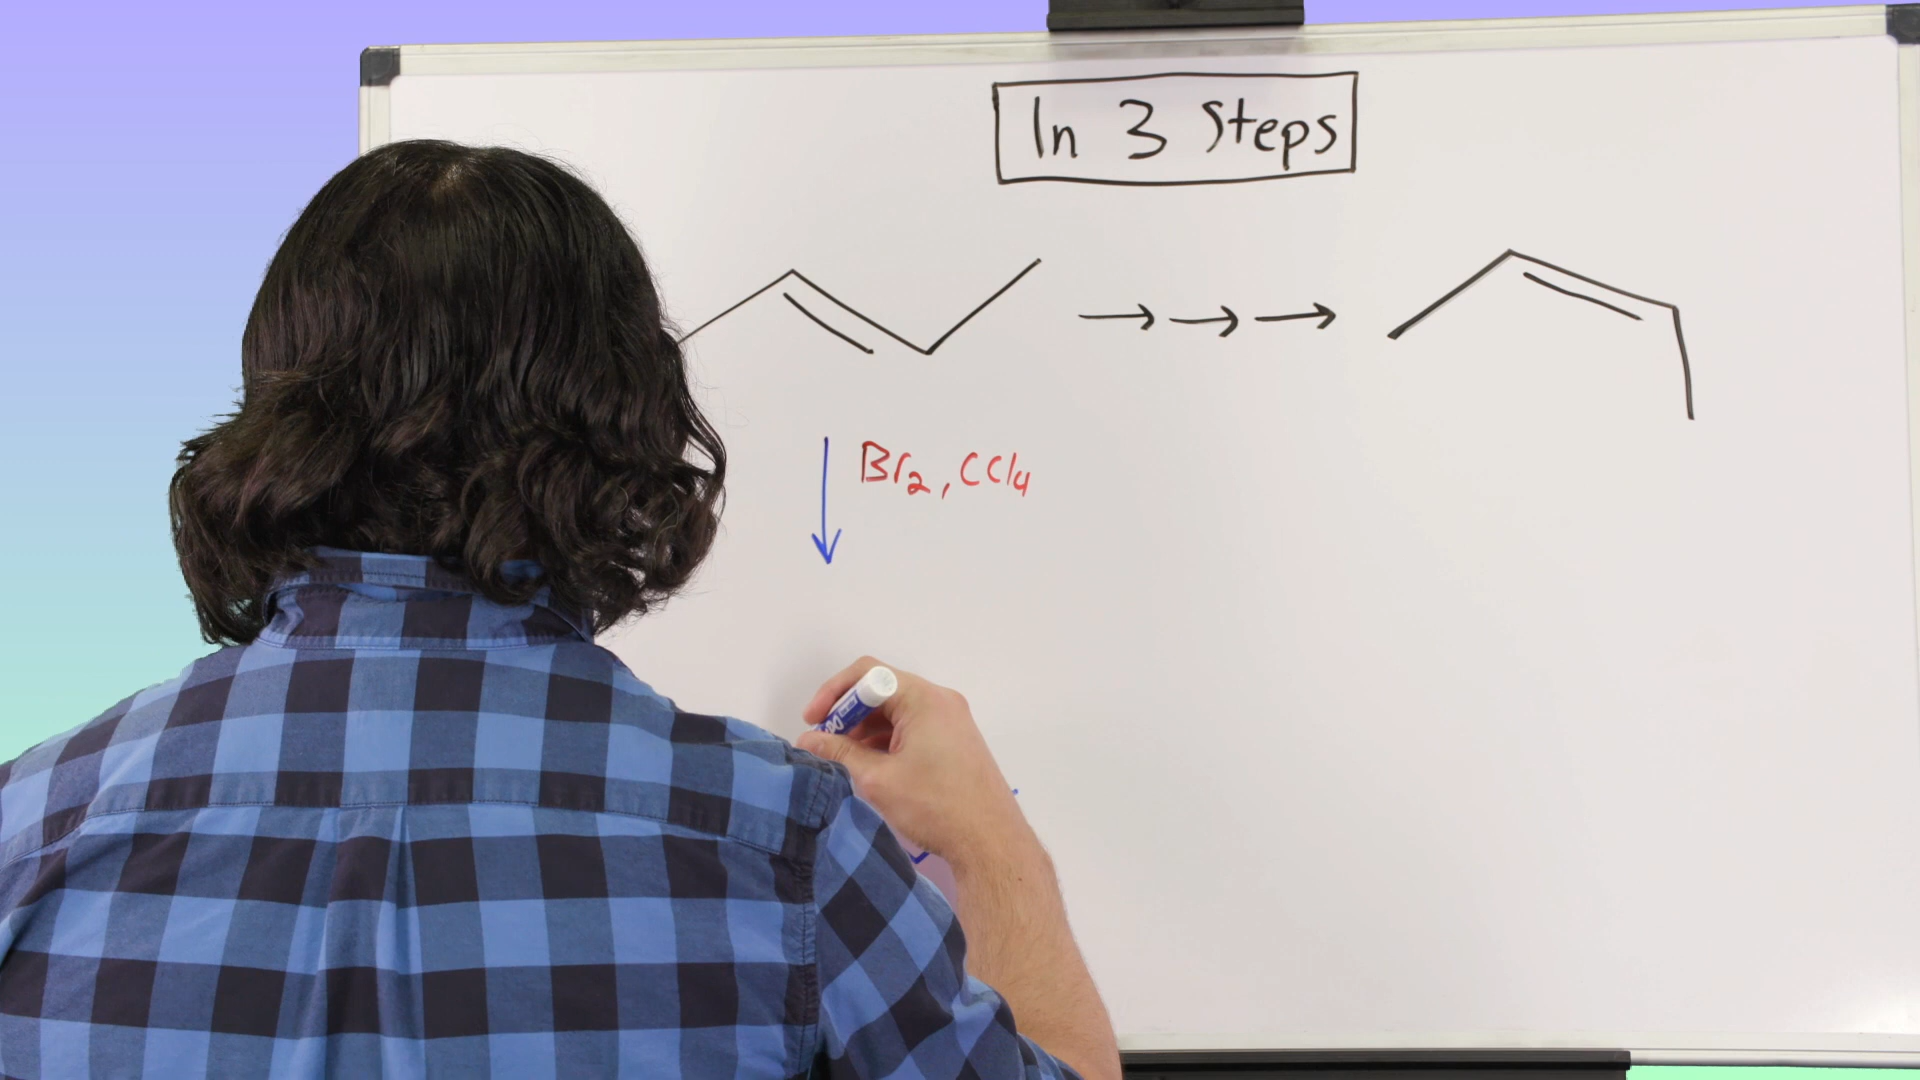 In 3 Steps
Br₂, CCl₄